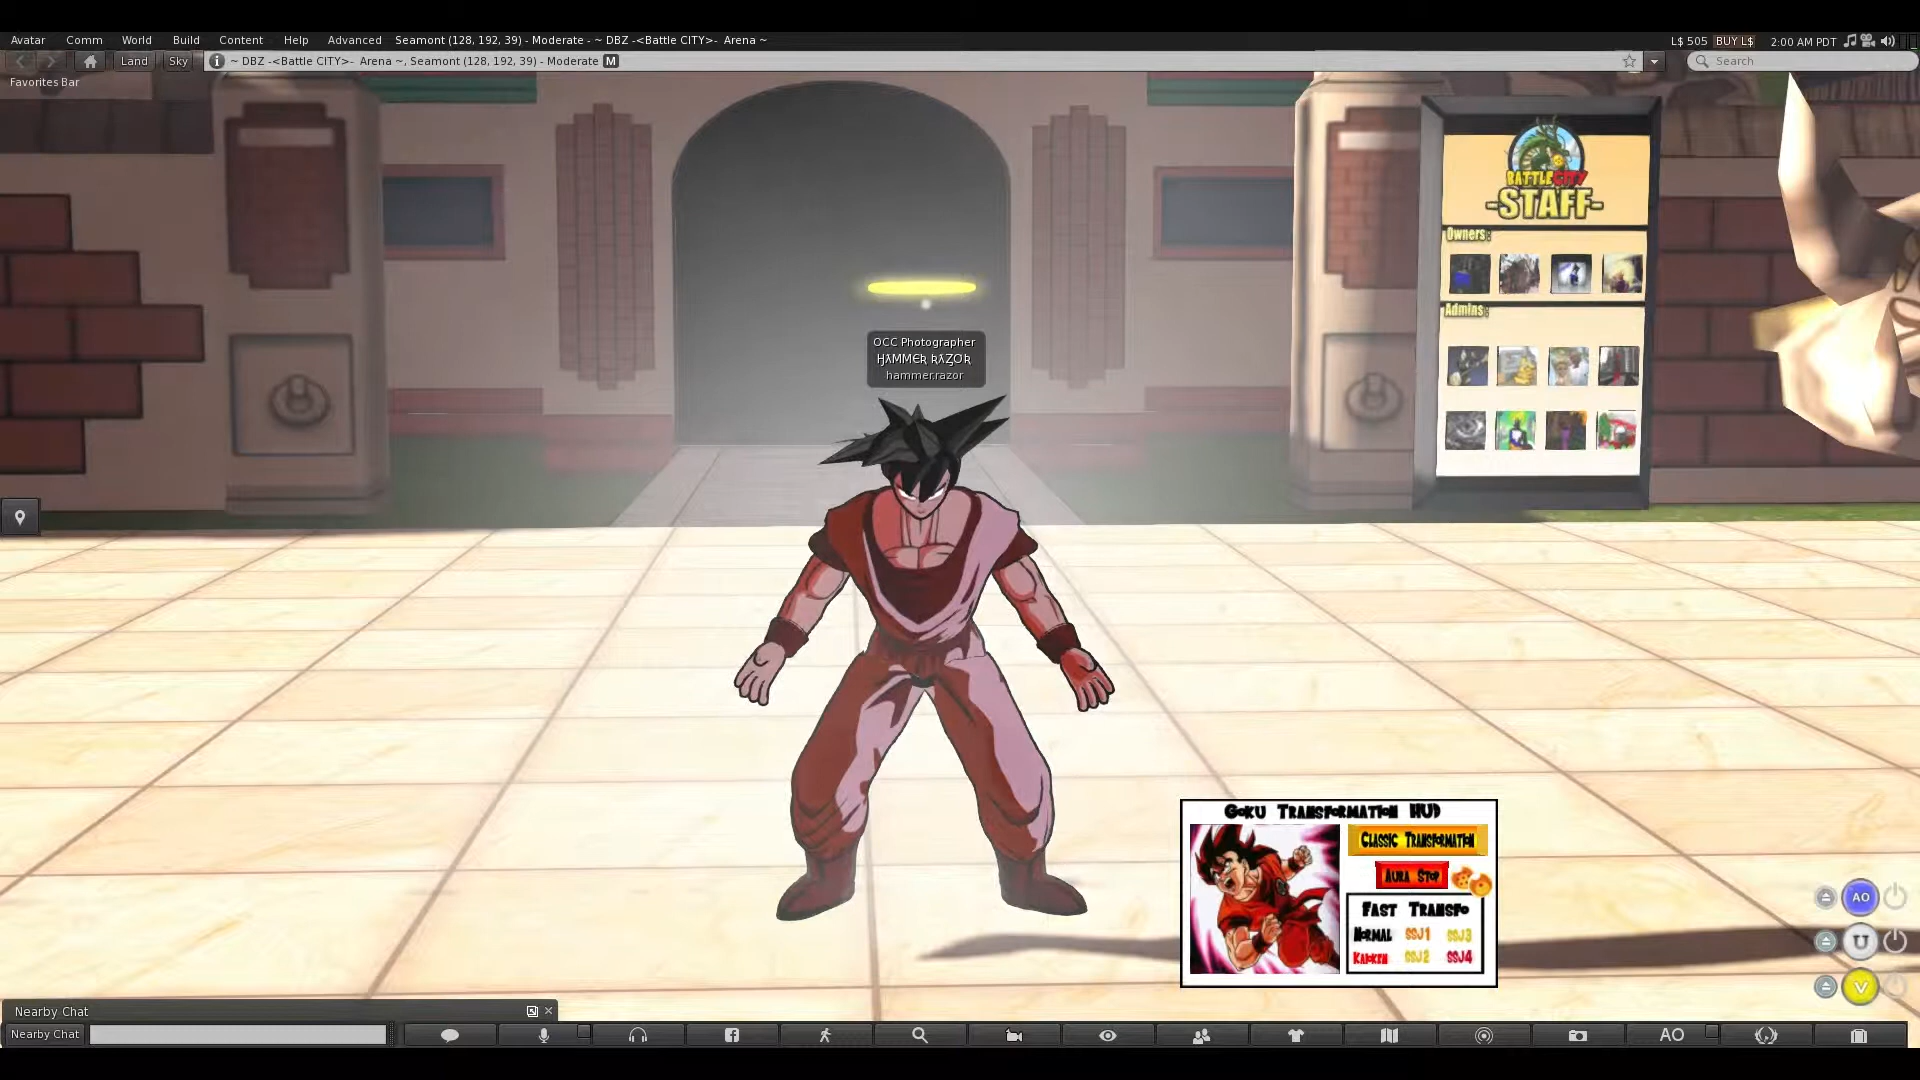 Avatar Comm World Build Content Help Advanced Seamont (128, 192, 39) - Moderate - ~ DBZ -<Battle CITY>- Arena ~ L$ 505 BUY L$ 2:00 AM PDT
Land Sky ~ DBZ -<Battle CITY>- Arena ~, Seamont (128, 192, 39) - Moderate M Search
Favorites Bar
BATTLE CITY
-STAFF-
Owners:
Admins:
OCC Photographer
ⱧƛMMЄƦ ƦƛȤƠƦ
hammer.razor
GOKU TRANSFORMATION HUD
CLASSIC TRANSFORMATION
AURA STOP
FAST TRANSFO
NORMAL SSJ1 SSJ3
KAIOKEN SSJ2 SSJ4
AO
U
V
Nearby Chat
Nearby Chat AO